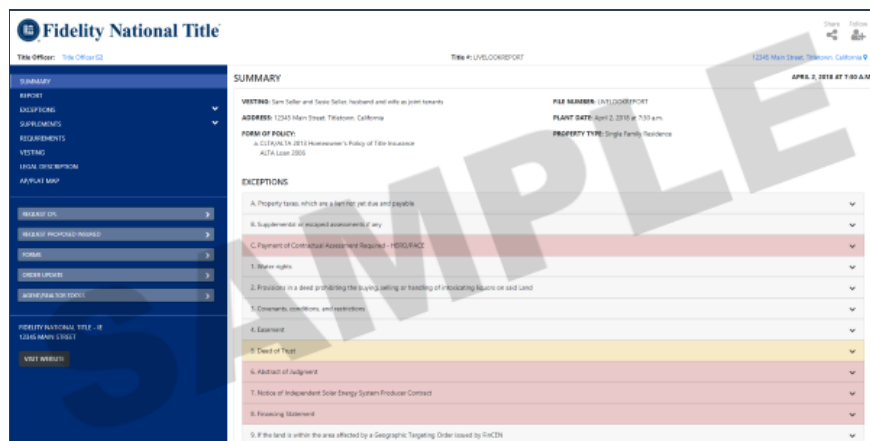 Fidelity National Title
Share Follow
Title Officer: Title Officer
Title #: LIVELOOKREPORT
12345 Main Street, Titletown, California
SUMMARY
REPORT
EXCEPTIONS
SUPPLEMENTS
REQUIREMENTS
VESTING
LEGAL DESCRIPTION
AP/PLAT MAP
REQUEST CPL
REQUEST PROPOSED INSURED
FORMS
ORDER UPDATE
AGENT/REALTOR TOOLS
FIDELITY NATIONAL TITLE - IE
12345 MAIN STREET
VISIT WEBSITE
SUMMARY
APRIL 2, 2018 AT 7:30 A.M
VESTING: Sam Seller and Susie Seller, husband and wife as joint tenants
ADDRESS: 12345 Main Street, Titletown, California
FORM OF POLICY:
a. CLTA/ALTA 2013 Homeowner's Policy of Title Insurance
ALTA Loan 2006
FILE NUMBER: LIVELOOKREPORT
PLANT DATE: April 2, 2018 at 7:30 a.m.
PROPERTY TYPE: Single Family Residence
EXCEPTIONS
A. Property taxes, which are a lien not yet due and payable
B. Supplemental or escaped assessments if any
C. Payment of Contractual Assessment Required - HERO/PACE
1. Water rights
2. Provisions in a deed prohibiting the buying, selling or handling of intoxicating liquors on said Land
3. Covenants, conditions, and restrictions
4. Easement
5. Deed of Trust
6. Abstract of Judgment
7. Notice of Independent Solar Energy System Producer Contract
8. Financing Statement
9. If the land is within the area affected by a Geographic Targeting Order issued by FinCEN
SAMPLE